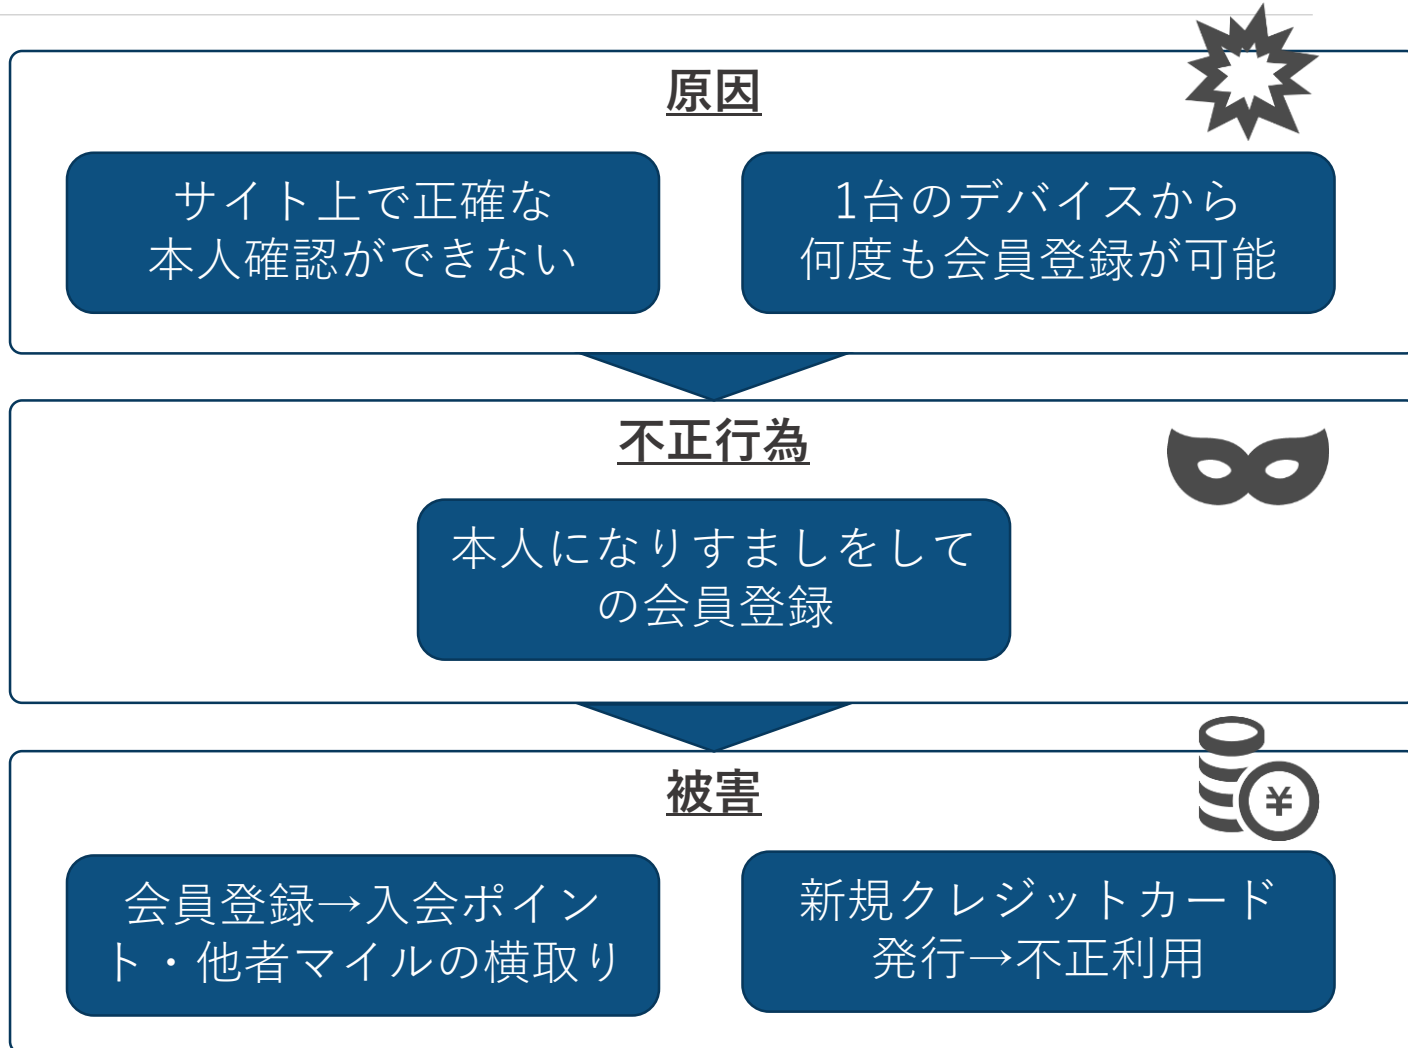 原因
サイト上で正確な
本人確認ができない
1台のデバイスから
何度も会員登録が可能
不正行為
本人になりすましをして
の会員登録
被害
¥
会員登録→入会ポイン
ト・他者マイルの横取り
新規クレジットカード
発行→不正利用